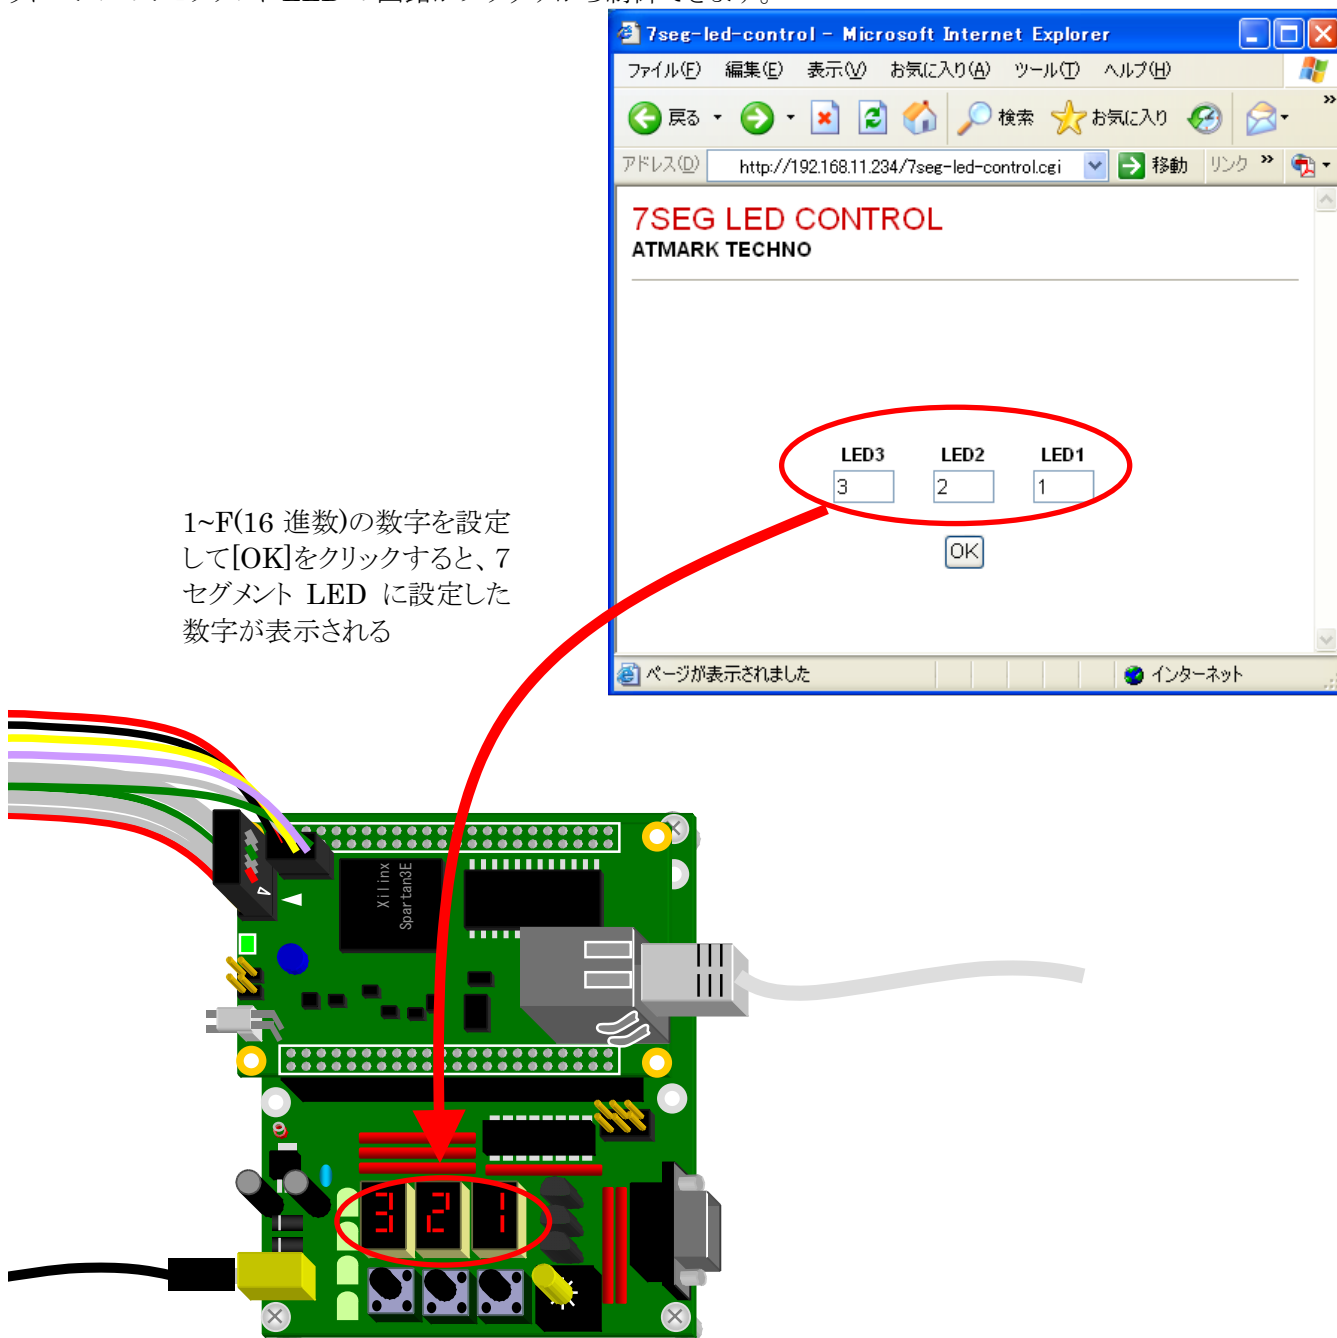 7seg-led-control - Microsoft Internet Explorer
ファイル(F) 編集(E) 表示(V) お気に入り(A) ツール(T) ヘルプ(H)
戻る 検索 お気に入り »
アドレス(D) http://192.168.11.234/7seg-led-control.cgi 移動 リンク »
7SEG LED CONTROL
ATMARK TECHNO
LED3 LED2 LED1
3 2 1
OK
1~F(16 進数)の数字を設定
して[OK]をクリックすると、7
セグメント LED に設定した
数字が表示される
ページが表示されました インターネット
Xilinx
Spartan3E
3 2 1